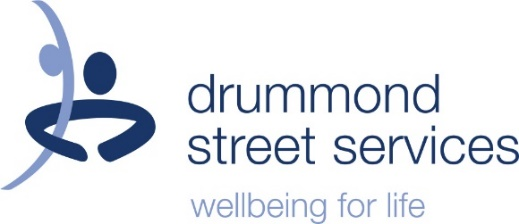 drummond
street services
wellbeing for life